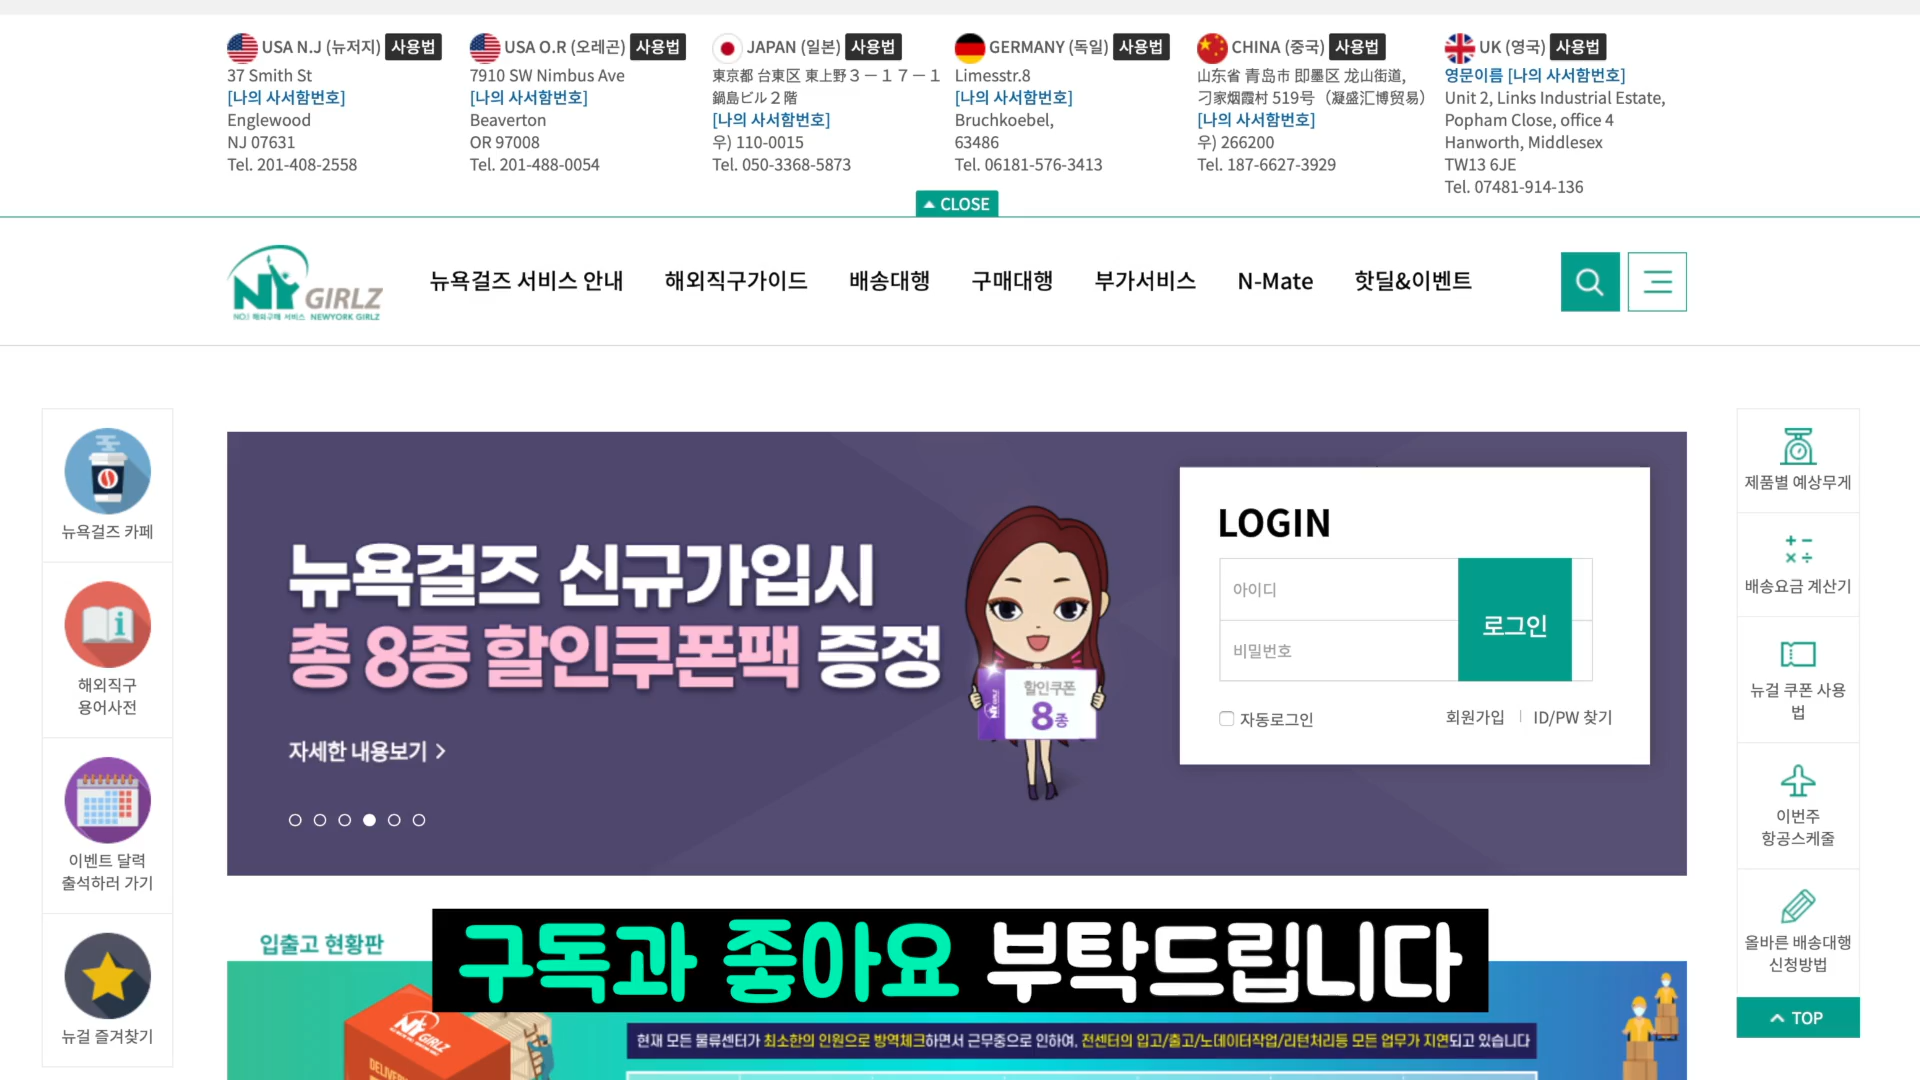 USA N.J (뉴저지) 사용법
37 Smith St
[나의 사서함번호]
Englewood
NJ 07631
Tel. 201-408-2558
USA O.R (오레곤) 사용법
7910 SW Nimbus Ave
[나의 사서함번호]
Beaverton
OR 97008
Tel. 201-488-0054
JAPAN (일본) 사용법
東京都 台東区 東上野３－１７－１
鍋島ビル２階
[나의 사서함번호]
우) 110-0015
Tel. 050-3368-5873
GERMANY (독일) 사용법
Limesstr.8
[나의 사서함번호]
Bruchkoebel,
63486
Tel. 06181-576-3413
CHINA (중국) 사용법
山东省 青岛市 即墨区 龙山街道,
刁家烟霞村 519号（凝盛汇博贸易）
[나의 사서함번호]
우) 266200
Tel. 187-6627-3929
UK (영국) 사용법
영문이름 [나의 사서함번호]
Unit 2, Links Industrial Estate,
Popham Close, office 4
Hanworth, Middlesex
TW13 6JE
Tel. 07481-914-136
CLOSE
NY GIRLZ
NO.1 해외구매 서비스 NEWYORK GIRLZ
뉴욕걸즈 서비스 안내
해외직구가이드
배송대행
구매대행
부가서비스
N-Mate
핫딜&이벤트
뉴욕걸즈 카페
해외직구
용어사전
이벤트 달력
출석하러 가기
뉴걸 즐겨찾기
뉴욕걸즈 신규가입시
총 8종 할인쿠폰팩 증정
자세한 내용보기 >
NY
할인쿠폰
8종
LOGIN
아이디
비밀번호
로그인
자동로그인
회원가입
ID/PW 찾기
제품별 예상무게
배송요금 계산기
뉴걸 쿠폰 사용
법
이번주
항공스케줄
올바른 배송대행
신청방법
TOP
입출고 현황판
구독과 좋아요 부탁드립니다
NY GIRLZ
현재 모든 물류센터가 최소한의 인원으로 방역체크하면서 근무중으로 인하여, 전센터의 입고/출고/노데이터작업/리턴처리등 모든 업무가 지연되고 있습니다